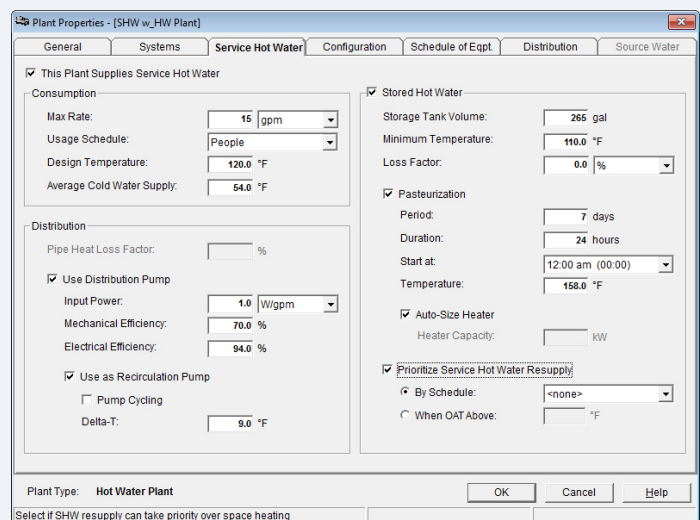 Plant Properties - [SHW w_HW Plant]
General Systems Service Hot Water Configuration Schedule of Eqpt. Distribution Source Water
This Plant Supplies Service Hot Water
Consumption
Max Rate: 15 gpm
Usage Schedule: People
Design Temperature: 120.0 °F
Average Cold Water Supply: 54.0 °F
Distribution
Pipe Heat Loss Factor: %
Use Distribution Pump
Input Power: 1.0 W/gpm
Mechanical Efficiency: 70.0 %
Electrical Efficiency: 94.0 %
Use as Recirculation Pump
Pump Cycling
Delta-T: 9.0 °F
Stored Hot Water
Storage Tank Volume: 265 gal
Minimum Temperature: 110.0 °F
Loss Factor: 0.0 %
Pasteurization
Period: 7 days
Duration: 24 hours
Start at: 12:00 am (00:00)
Temperature: 158.0 °F
Auto-Size Heater
Heater Capacity: kW
Prioritize Service Hot Water Resupply
By Schedule: <none>
When OAT Above: °F
Plant Type: Hot Water Plant
OK Cancel Help
Select if SHW resupply can take priority over space heating